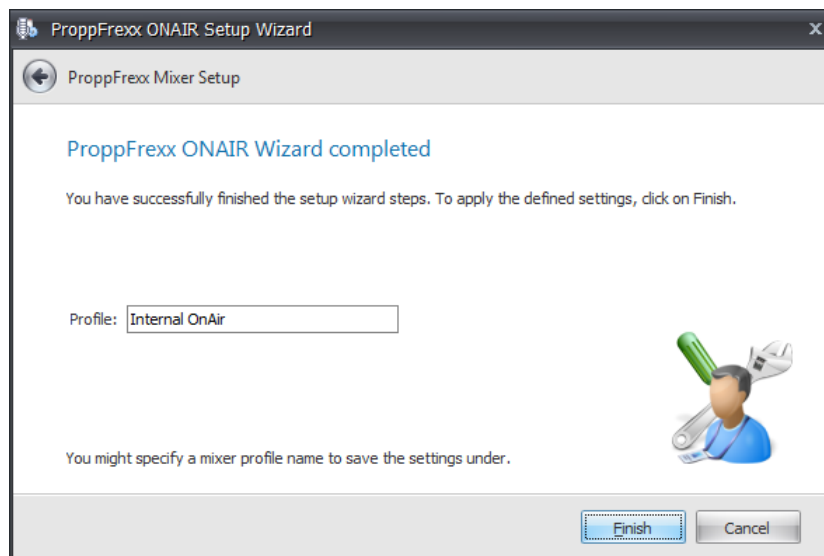 ProppFrexx ONAIR Setup Wizard
x
ProppFrexx Mixer Setup
ProppFrexx ONAIR Wizard completed
You have successfully finished the setup wizard steps. To apply the defined settings, click on Finish.
Profile: Internal OnAir
You might specify a mixer profile name to save the settings under.
Finish Cancel